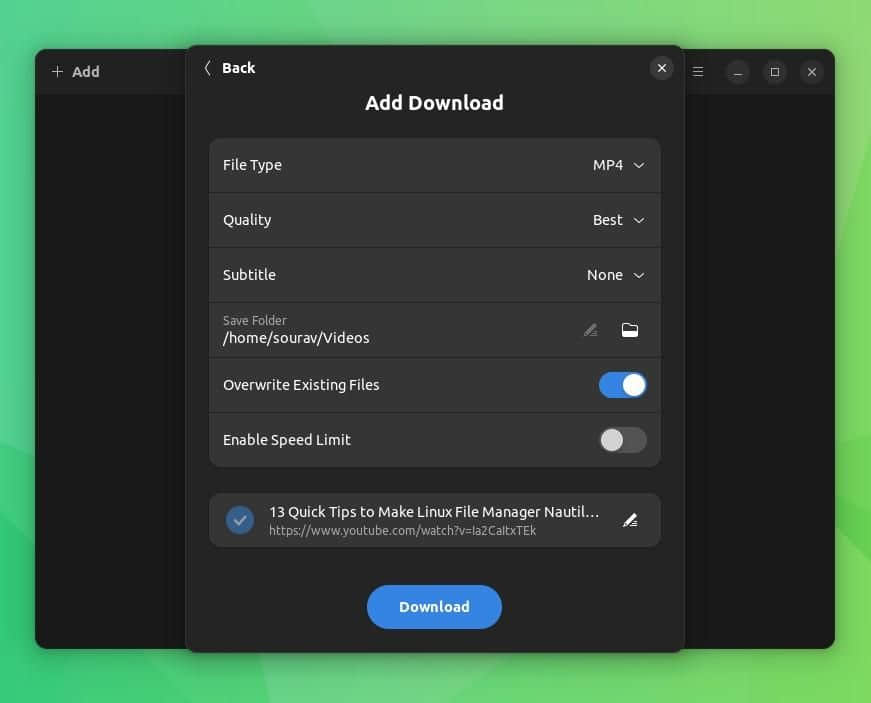 Add
Back
Add Download
File Type
MP4
Quality
Best
Subtitle
None
Save Folder
/home/sourav/Videos
Overwrite Existing Files
Enable Speed Limit
13 Quick Tips to Make Linux File Manager Nautil...
https://www.youtube.com/watch?v=Ia2CaItxTEk
Download